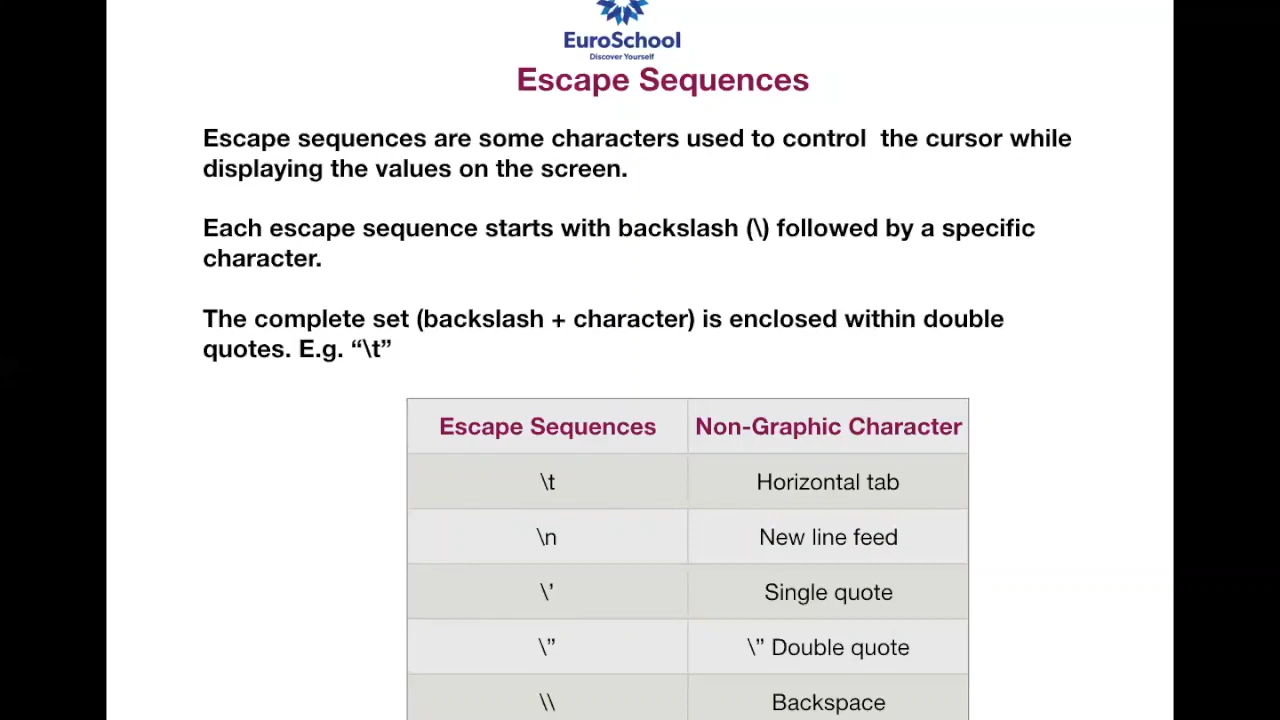 EuroSchool
Discover Yourself
Escape Sequences
Escape sequences are some characters used to control  the cursor while
displaying the values on the screen.
Each escape sequence starts with backslash (\) followed by a specific
character.
The complete set (backslash + character) is enclosed within double
quotes. E.g. “\t”
Escape Sequences Non-Graphic Character
\t Horizontal tab
\n New line feed
\’ Single quote
\” \” Double quote
\\ Backspace